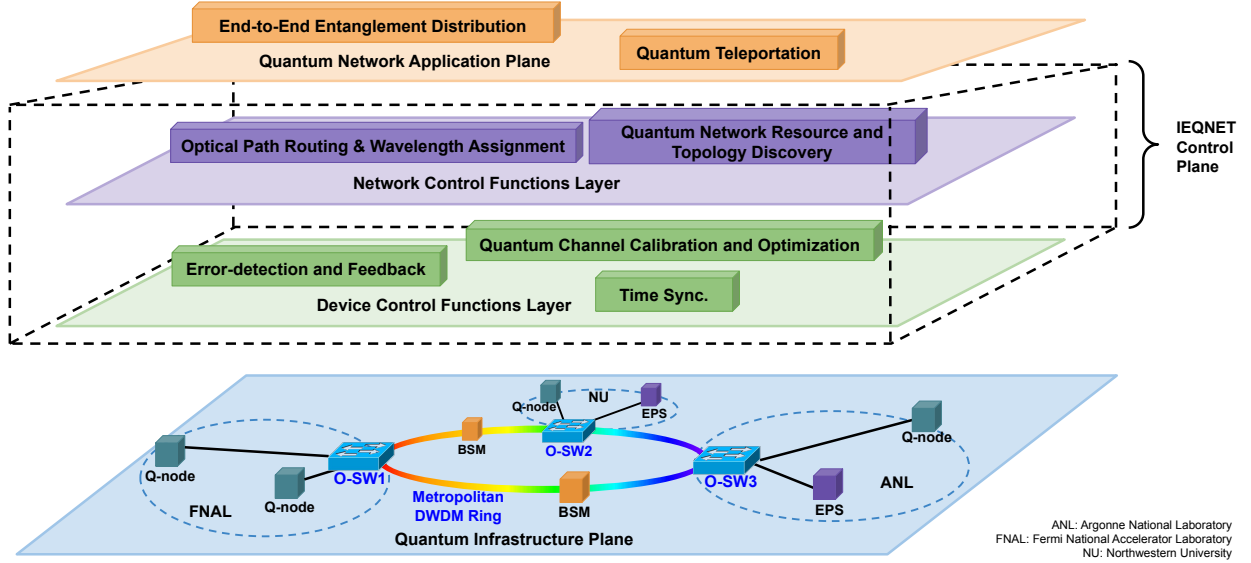 End-to-End Entanglement Distribution
Quantum Network Application Plane
Quantum Teleportation
Optical Path Routing & Wavelength Assignment
Quantum Network Resource and
Topology Discovery
Network Control Functions Layer
IEQNET
Control
Plane
Quantum Channel Calibration and Optimization
Error-detection and Feedback
Time Sync.
Device Control Functions Layer
NU
Q-node
EPS
Q-node
BSM
O-SW2
Q-node
O-SW1
O-SW3
Q-node
FNAL
Metropolitan
DWDM Ring
BSM
EPS
ANL
Quantum Infrastructure Plane
ANL: Argonne National Laboratory
FNAL: Fermi National Accelerator Laboratory
NU: Northwestern University